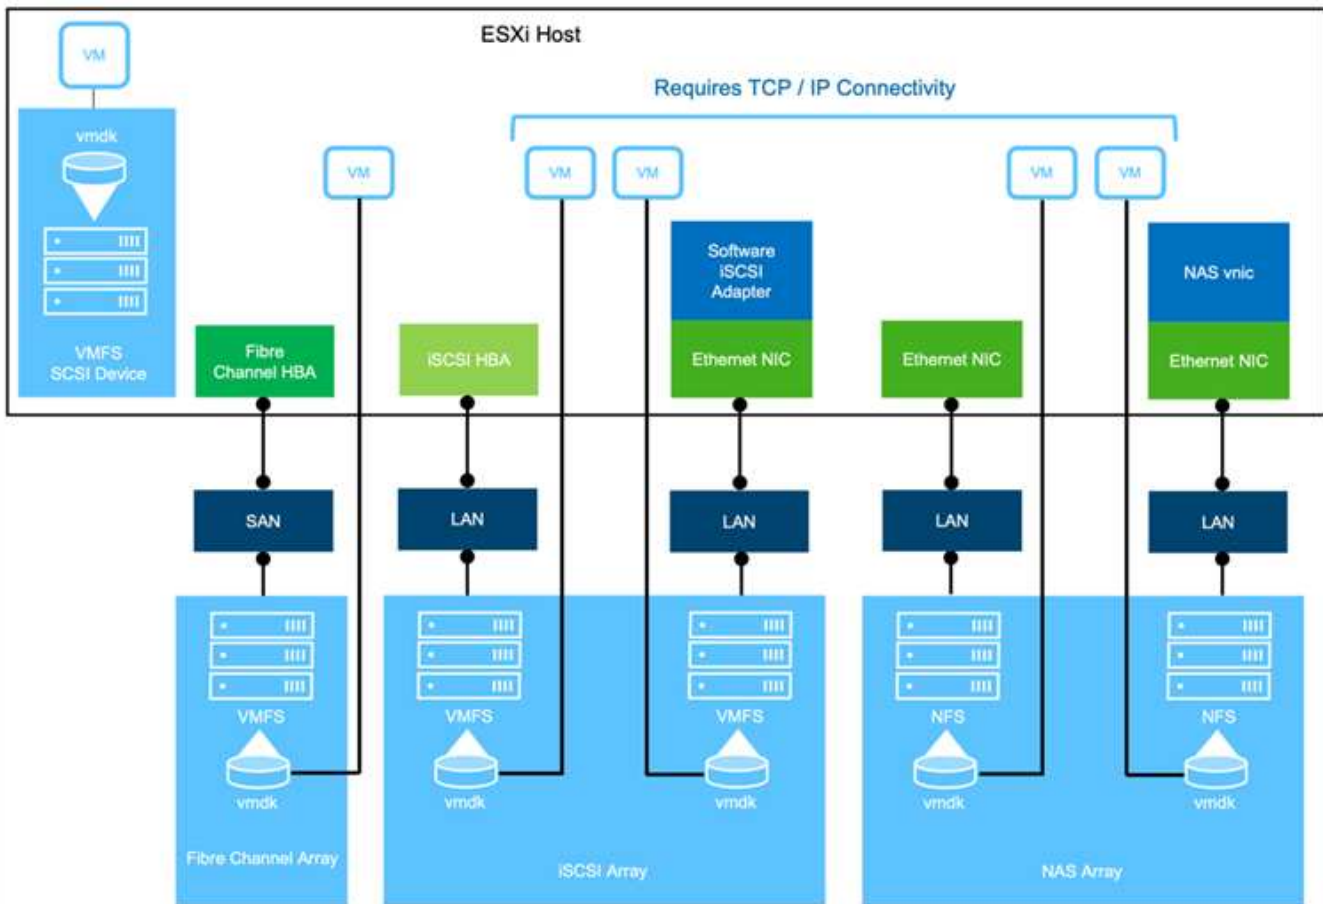 ESXi Host
VM
Requires TCP / IP Connectivity
vmdk
VM
VM
VM
VM
VM
Software
iSCSI
Adapter
NAS vnic
VMFS
SCSI Device
Fibre
Channel HBA
iSCSI HBA
Ethernet NIC
Ethernet NIC
Ethernet NIC
SAN
LAN
LAN
LAN
LAN
VMFS
VMFS
VMFS
NFS
NFS
vmdk
vmdk
vmdk
vmdk
vmdk
Fibre Channel Array
iSCSI Array
NAS Array